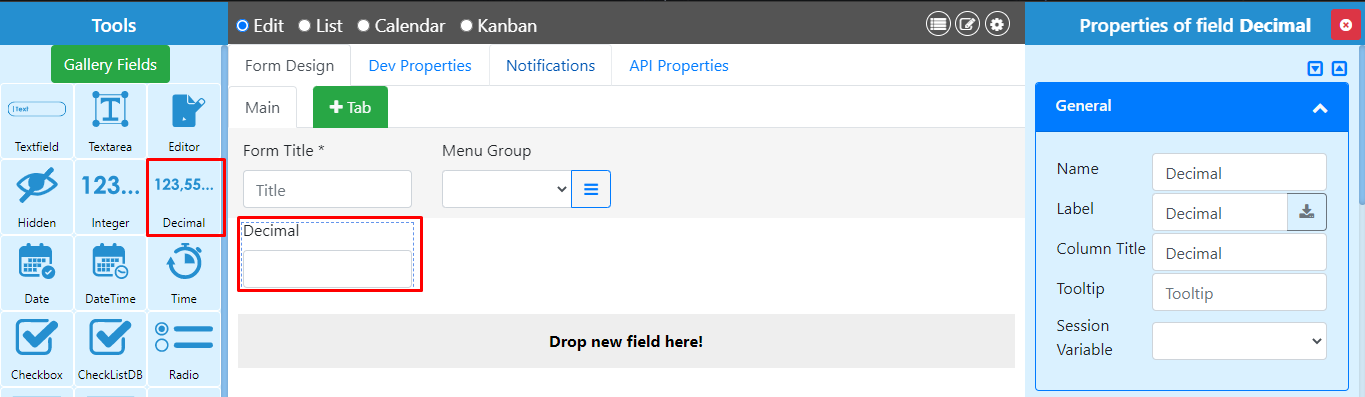 Tools
Gallery Fields
Text
Textfield
Textarea
Editor
Hidden
123...
Integer
123,55...
Decimal
Date
DateTime
Time
Checkbox
CheckListDB
Radio
Edit List Calendar Kanban
Form Design Dev Properties Notifications API Properties
Main + Tab
Form Title * Menu Group
Title
Decimal
Drop new field here!
Properties of field Decimal
General
Name Decimal
Label Decimal
Column Title Decimal
Tooltip Tooltip
Session
Variable